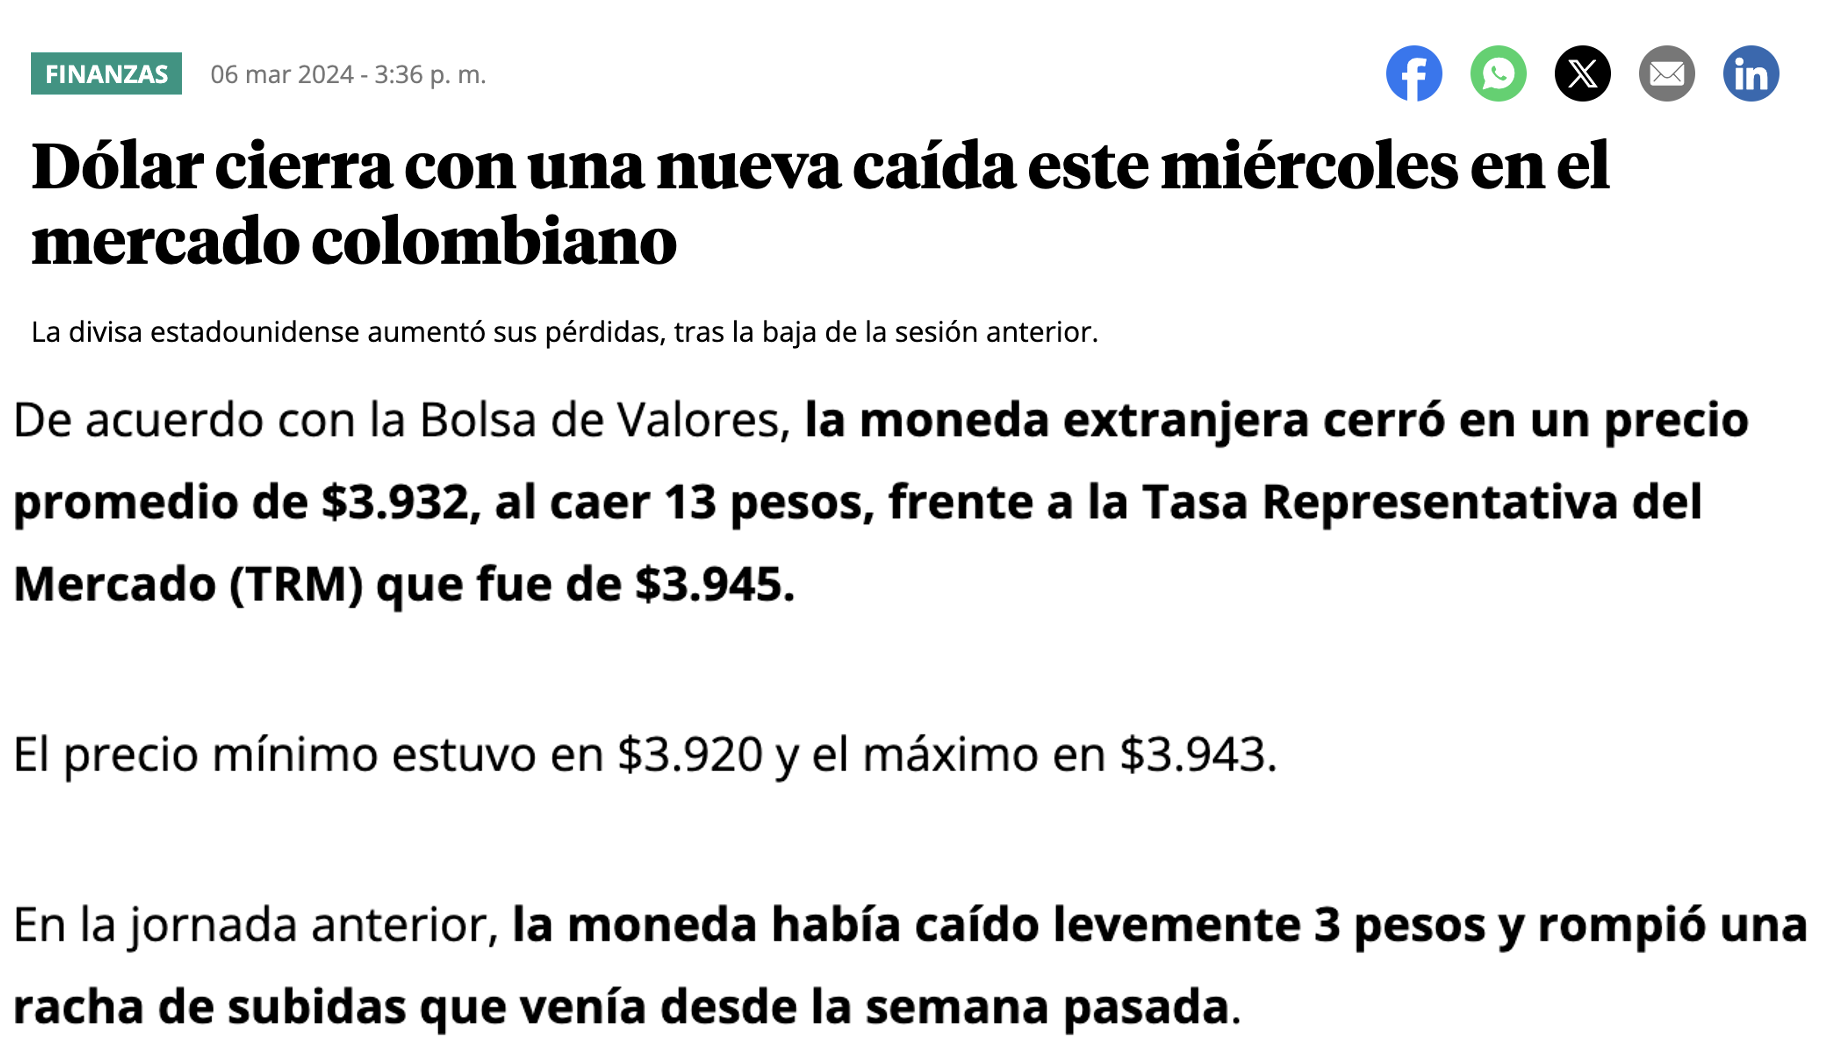 FINANZAS 06 mar 2024 - 3:36 p. m.
Dólar cierra con una nueva caída este miércoles en el
mercado colombiano
La divisa estadounidense aumentó sus pérdidas, tras la baja de la sesión anterior.
De acuerdo con la Bolsa de Valores, la moneda extranjera cerró en un precio
promedio de $3.932, al caer 13 pesos, frente a la Tasa Representativa del
Mercado (TRM) que fue de $3.945.
El precio mínimo estuvo en $3.920 y el máximo en $3.943.
En la jornada anterior, la moneda había caído levemente 3 pesos y rompió una
racha de subidas que venía desde la semana pasada.